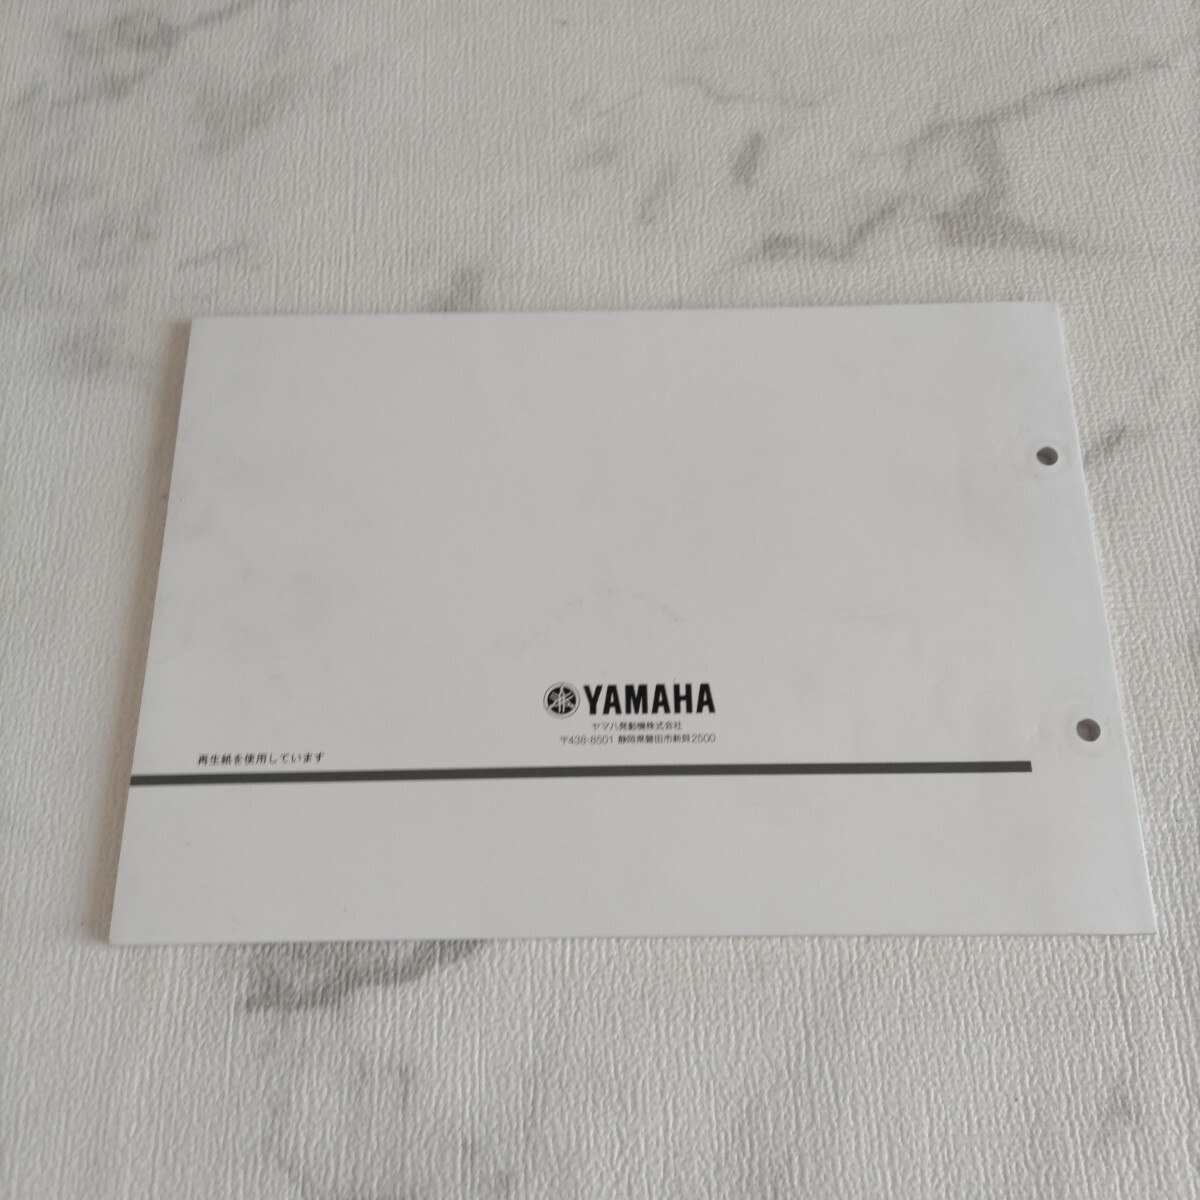 YAMAHA
ヤマハ発動機株式会社
〒438-8501 静岡県磐田市新貝2500
再生紙を使用しています